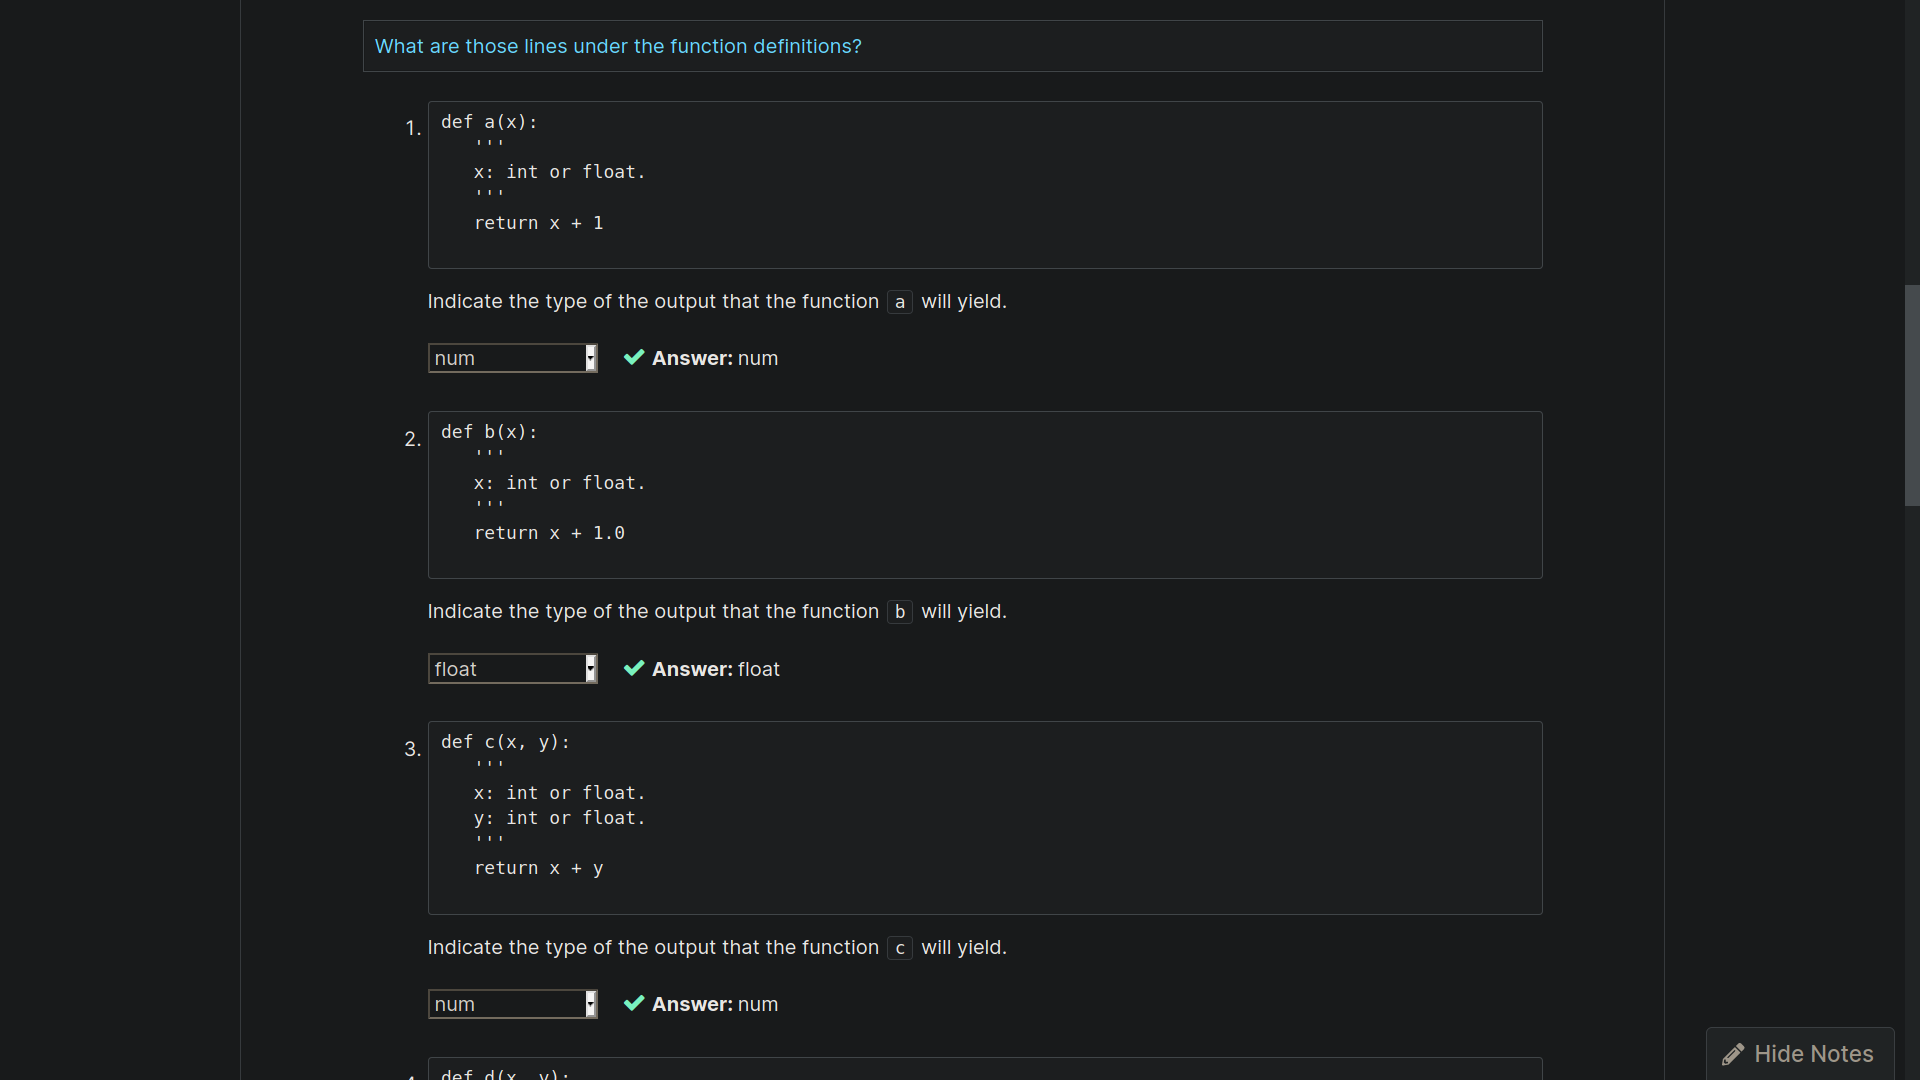 What are those lines under the function definitions?
1.
def a(x):
'''
x: int or float.
'''
return x + 1
Indicate the type of the output that the function a will yield.
num
Answer: num
2.
def b(x):
'''
x: int or float.
'''
return x + 1.0
Indicate the type of the output that the function b will yield.
float
Answer: float
3.
def c(x, y):
'''
x: int or float.
y: int or float.
'''
return x + y
Indicate the type of the output that the function c will yield.
num
Answer: num
def d(x, y):
Hide Notes